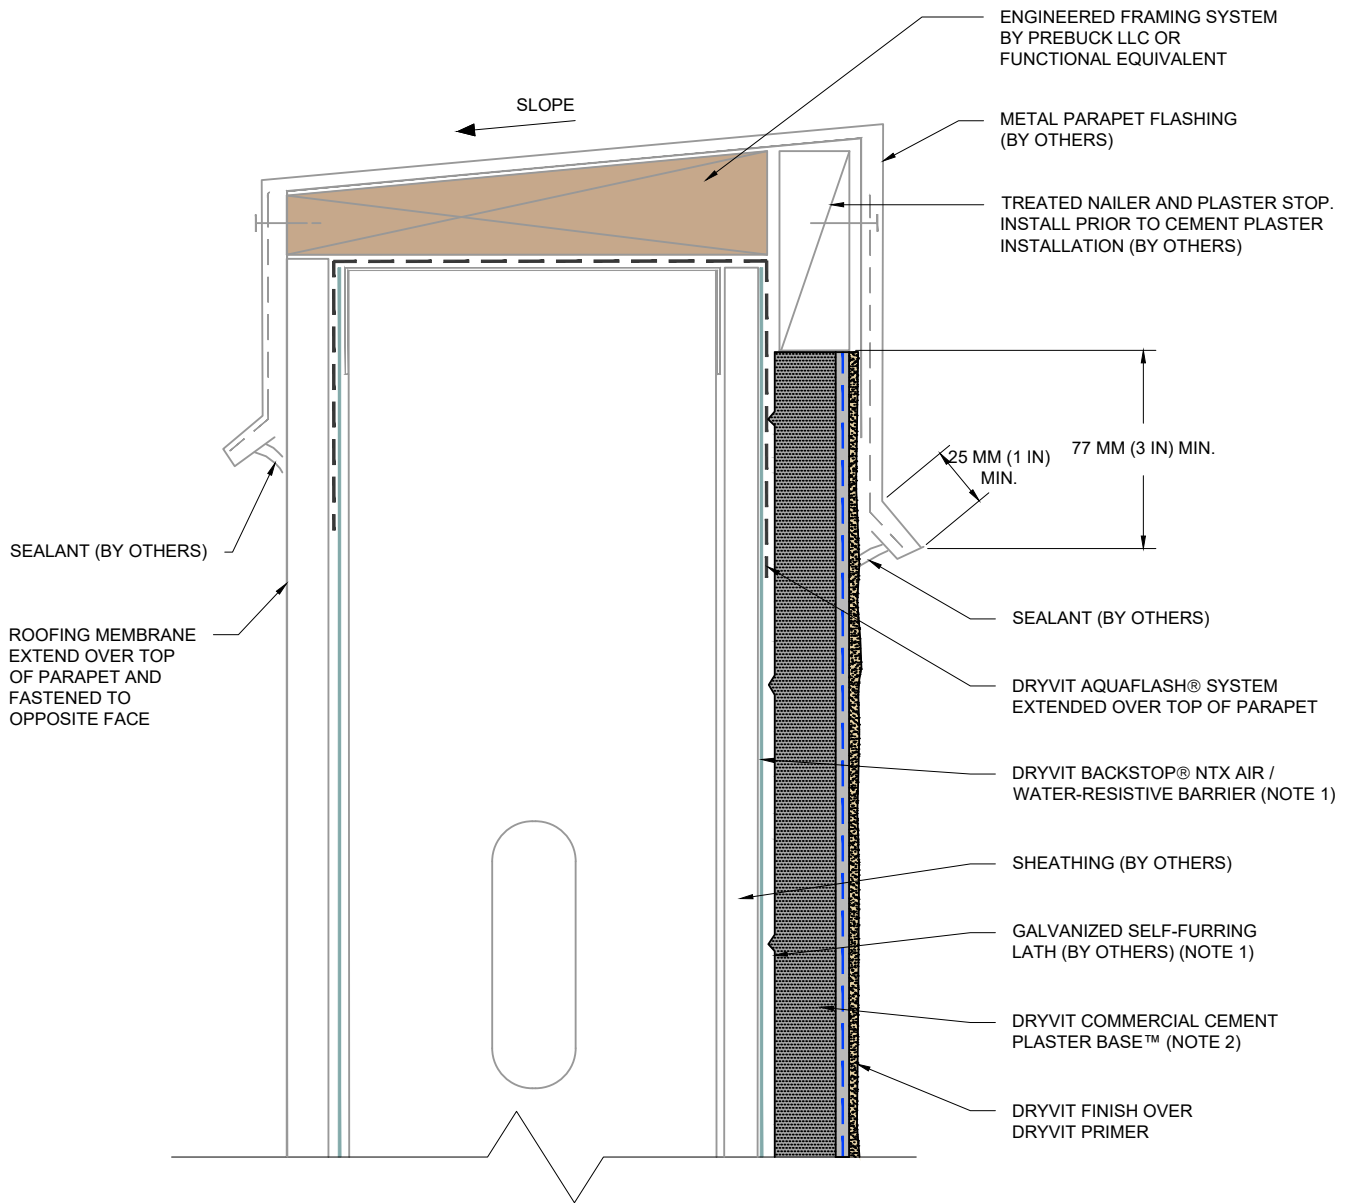 ENGINEERED FRAMING SYSTEM
BY PREBUCK LLC OR
FUNCTIONAL EQUIVALENT
SLOPE
METAL PARAPET FLASHING
(BY OTHERS)
TREATED NAILER AND PLASTER STOP.
INSTALL PRIOR TO CEMENT PLASTER
INSTALLATION (BY OTHERS)
77 MM (3 IN) MIN.
25 MM (1 IN)
MIN.
SEALANT (BY OTHERS)
ROOFING MEMBRANE
EXTEND OVER TOP
OF PARAPET AND
FASTENED TO
OPPOSITE FACE
SEALANT (BY OTHERS)
DRYVIT AQUAFLASH® SYSTEM
EXTENDED OVER TOP OF PARAPET
DRYVIT BACKSTOP® NTX AIR /
WATER-RESISTIVE BARRIER (NOTE 1)
SHEATHING (BY OTHERS)
GALVANIZED SELF-FURRING
LATH (BY OTHERS) (NOTE 1)
DRYVIT COMMERCIAL CEMENT
PLASTER BASE™ (NOTE 2)
DRYVIT FINISH OVER
DRYVIT PRIMER